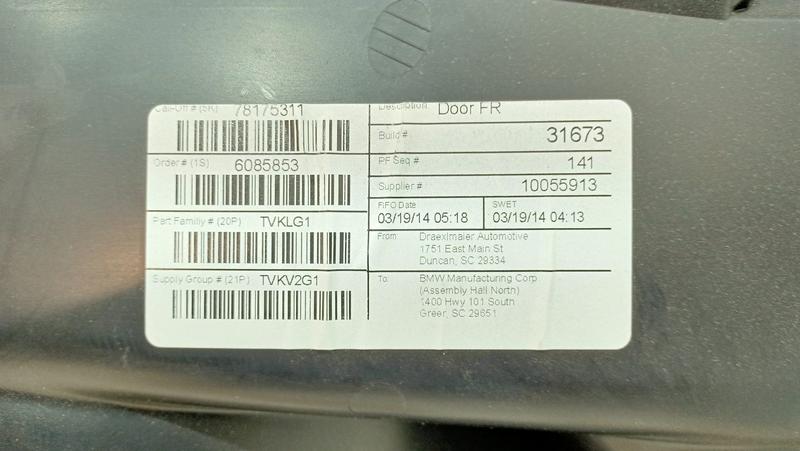 Call-Off # (5K) 78175311
Order # (1S) 6085853
Part Familiy # (20P) TVKLG1
Supply Group # (21P) TVKV2G1
Description: Door FR
Build # 31673
PF Seq # 141
Supplier # 10055913
FIFO Date
03/19/14 05:18
SWET
03/19/14 04:13
From: Draexlmaier Automotive
1751 East Main St
Duncan, SC 29334
To: BMW Manufacturing Corp
(Assembly Hall North)
1400 Hwy 101 South
Greer, SC 29651